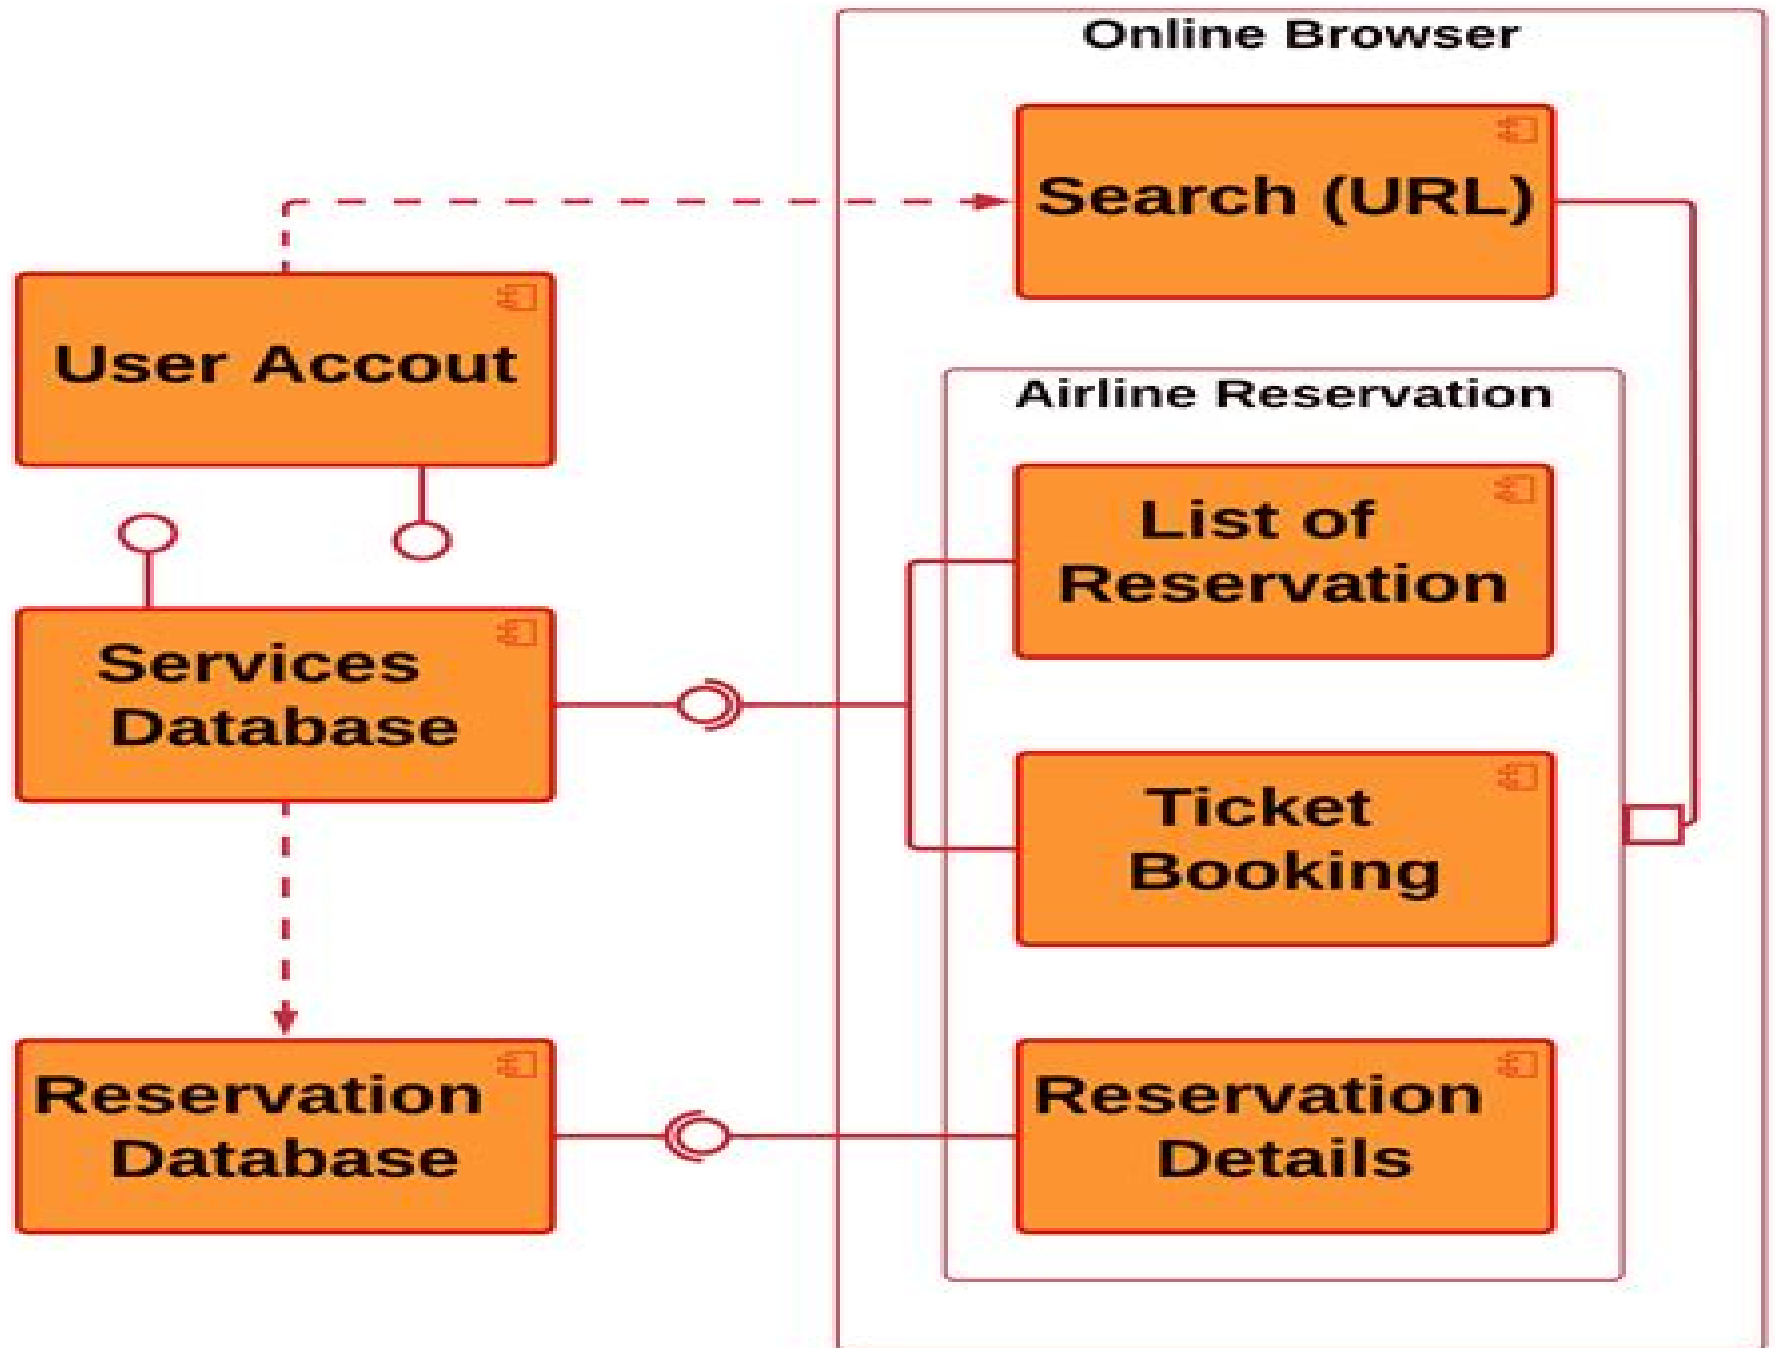 Online Browser
Search (URL)
User Accout
Airline Reservation
List of
Reservation
Services
Database
Ticket
Booking
Reservation
Database
Reservation
Details